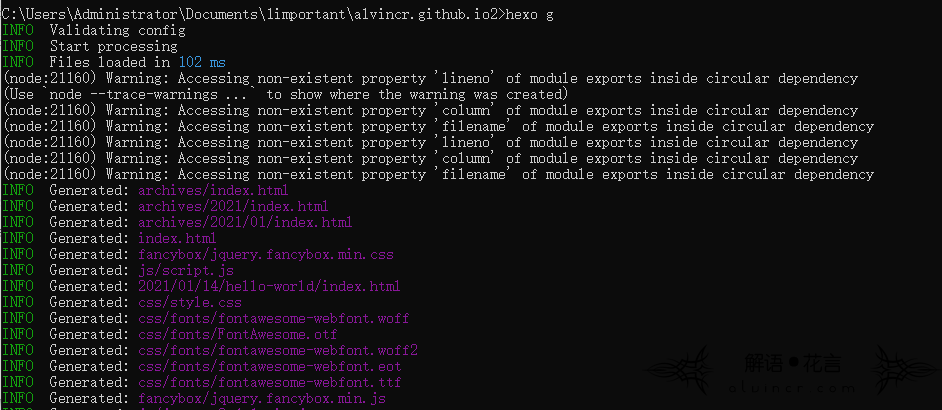 C:\Users\Administrator\Documents\1important\alvincr.github.io2>hexo g
INFO  Validating config
INFO  Start processing
INFO  Files loaded in 102 ms
(node:21160) Warning: Accessing non-existent property 'lineno' of module exports inside circular dependency
(Use `node --trace-warnings ...` to show where the warning was created)
(node:21160) Warning: Accessing non-existent property 'column' of module exports inside circular dependency
(node:21160) Warning: Accessing non-existent property 'filename' of module exports inside circular dependency
(node:21160) Warning: Accessing non-existent property 'lineno' of module exports inside circular dependency
(node:21160) Warning: Accessing non-existent property 'column' of module exports inside circular dependency
(node:21160) Warning: Accessing non-existent property 'filename' of module exports inside circular dependency
INFO  Generated: archives/index.html
INFO  Generated: archives/2021/index.html
INFO  Generated: archives/2021/01/index.html
INFO  Generated: index.html
INFO  Generated: fancybox/jquery.fancybox.min.css
INFO  Generated: js/script.js
INFO  Generated: 2021/01/14/hello-world/index.html
INFO  Generated: css/style.css
INFO  Generated: css/fonts/fontawesome-webfont.woff
INFO  Generated: css/fonts/FontAwesome.otf
INFO  Generated: css/fonts/fontawesome-webfont.woff2
INFO  Generated: css/fonts/fontawesome-webfont.eot
INFO  Generated: css/fonts/fontawesome-webfont.ttf
INFO  Generated: fancybox/jquery.fancybox.min.js
解语•花言
alvincr.com